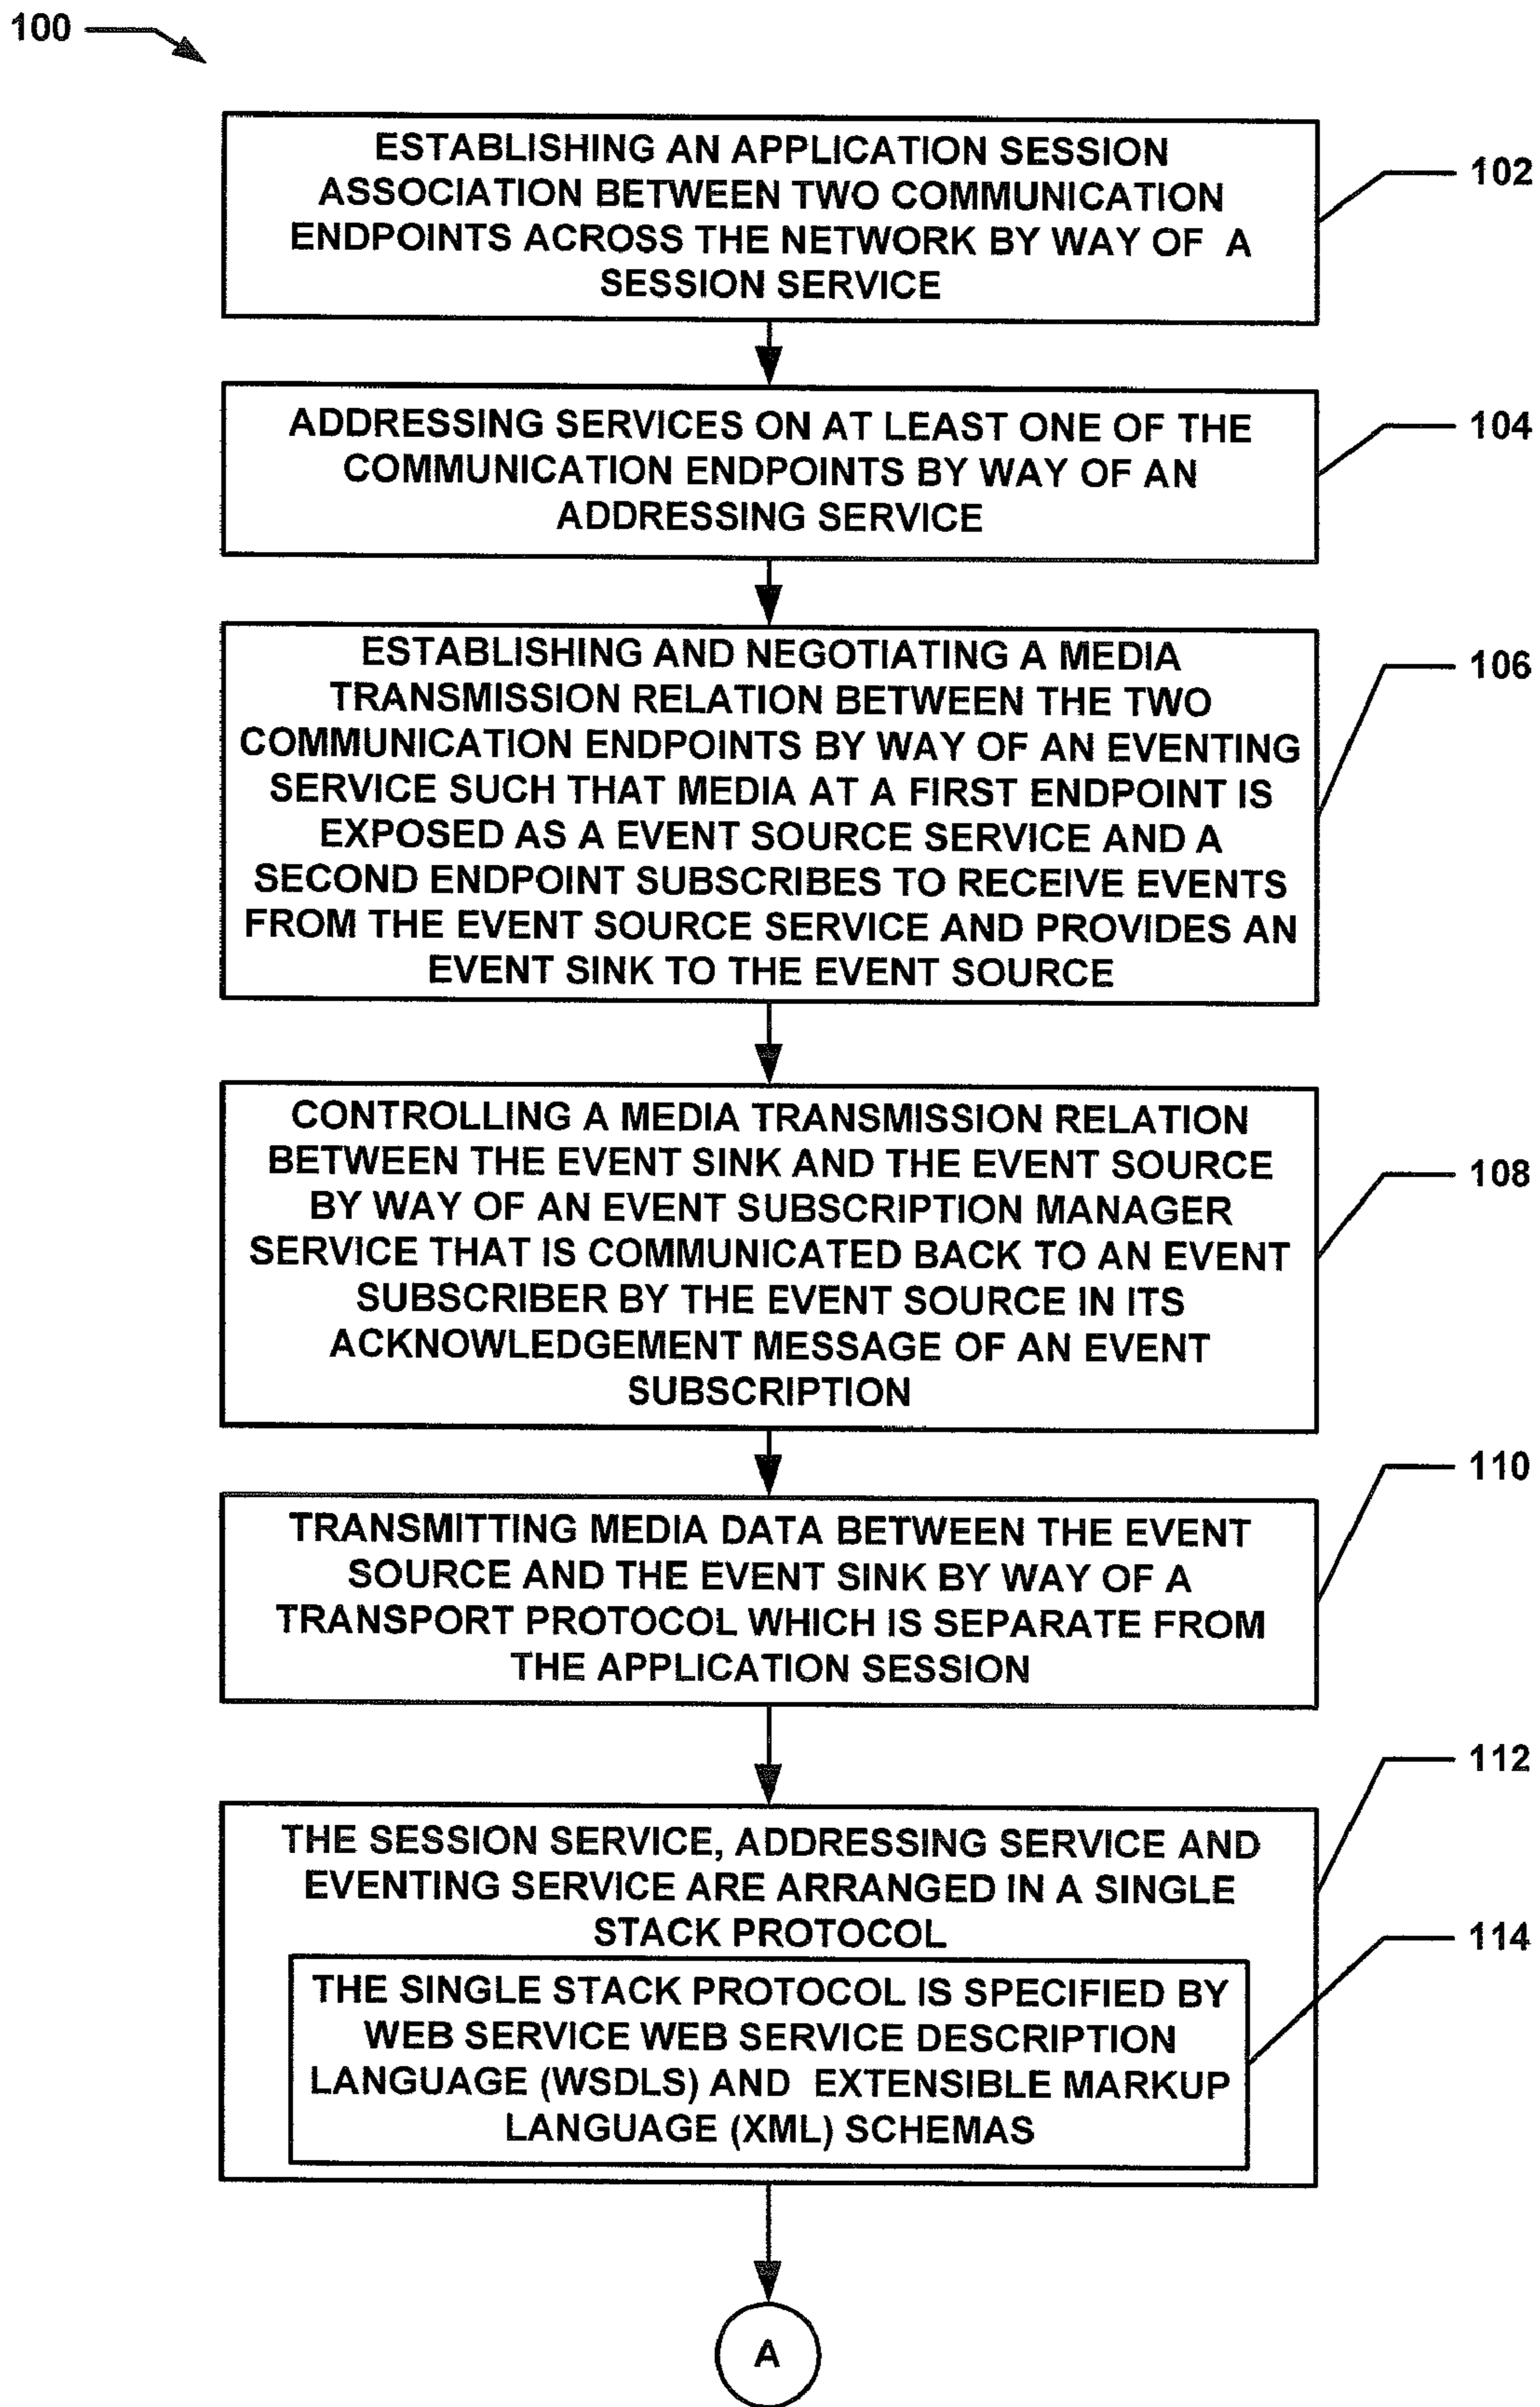 100
ESTABLISHING AN APPLICATION SESSION
ASSOCIATION BETWEEN TWO COMMUNICATION
ENDPOINTS ACROSS THE NETWORK BY WAY OF A
SESSION SERVICE
102
ADDRESSING SERVICES ON AT LEAST ONE OF THE
COMMUNICATION ENDPOINTS BY WAY OF AN
ADDRESSING SERVICE
104
ESTABLISHING AND NEGOTIATING A MEDIA
TRANSMISSION RELATION BETWEEN THE TWO
COMMUNICATION ENDPOINTS BY WAY OF AN EVENTING
SERVICE SUCH THAT MEDIA AT A FIRST ENDPOINT IS
EXPOSED AS A EVENT SOURCE SERVICE AND A
SECOND ENDPOINT SUBSCRIBES TO RECEIVE EVENTS
FROM THE EVENT SOURCE SERVICE AND PROVIDES AN
EVENT SINK TO THE EVENT SOURCE
106
CONTROLLING A MEDIA TRANSMISSION RELATION
BETWEEN THE EVENT SINK AND THE EVENT SOURCE
BY WAY OF AN EVENT SUBSCRIPTION MANAGER
SERVICE THAT IS COMMUNICATED BACK TO AN EVENT
SUBSCRIBER BY THE EVENT SOURCE IN ITS
ACKNOWLEDGEMENT MESSAGE OF AN EVENT
SUBSCRIPTION
108
TRANSMITTING MEDIA DATA BETWEEN THE EVENT
SOURCE AND THE EVENT SINK BY WAY OF A
TRANSPORT PROTOCOL WHICH IS SEPARATE FROM
THE APPLICATION SESSION
110
THE SESSION SERVICE, ADDRESSING SERVICE AND
EVENTING SERVICE ARE ARRANGED IN A SINGLE
STACK PROTOCOL
112
THE SINGLE STACK PROTOCOL IS SPECIFIED BY
WEB SERVICE WEB SERVICE DESCRIPTION
LANGUAGE (WSDLS) AND EXTENSIBLE MARKUP
LANGUAGE (XML) SCHEMAS
114
A